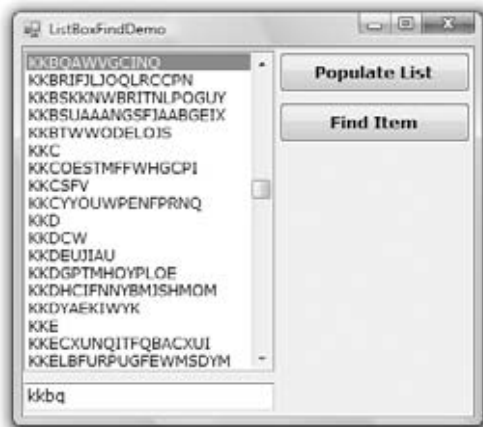 ListBoxFindDemo
KKBQAWVGCINQ
KKBRIFJLJOQLRCCPN
KKBSKKNWBRITNLPOGUY
KKBSUAAANGSFJAABGEIX
KKBTWWODELOJS
KKC
KKCOESTMFFWHGCPI
KKCSFV
KKCYYOUWPENFPRNQ
KKD
KKDCW
KKDEUJIAU
KKDGPTMHOYPLOE
KKDHCIFNNYBMJSHMOM
KKDYAEKIWYK
KKE
KKECXUNQITFQBACXUI
KKELBFURPUGFEWMSDYM
kkbq
Populate List
Find Item